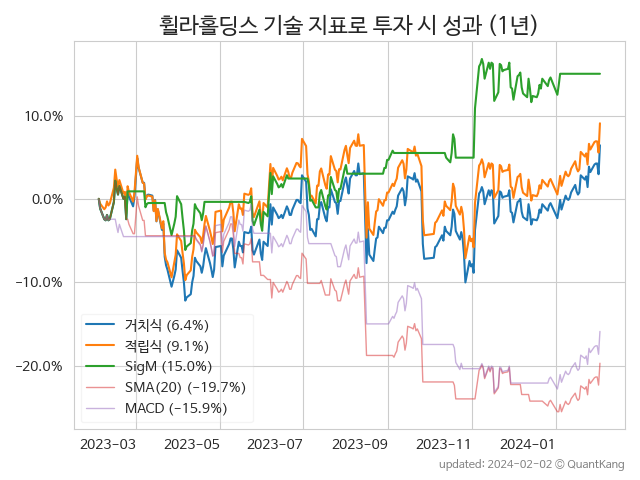 휠라홀딩스 기술 지표로 투자 시 성과 (1년)
10.0%
0.0%
−10.0%
−20.0%
거치식 (6.4%)
적립식 (9.1%)
SigM (15.0%)
SMA(20) (−19.7%)
MACD (−15.9%)
2023-03 2023-05 2023-07 2023-09 2023-11 2024-01
updated: 2024-02-02 © QuantKang